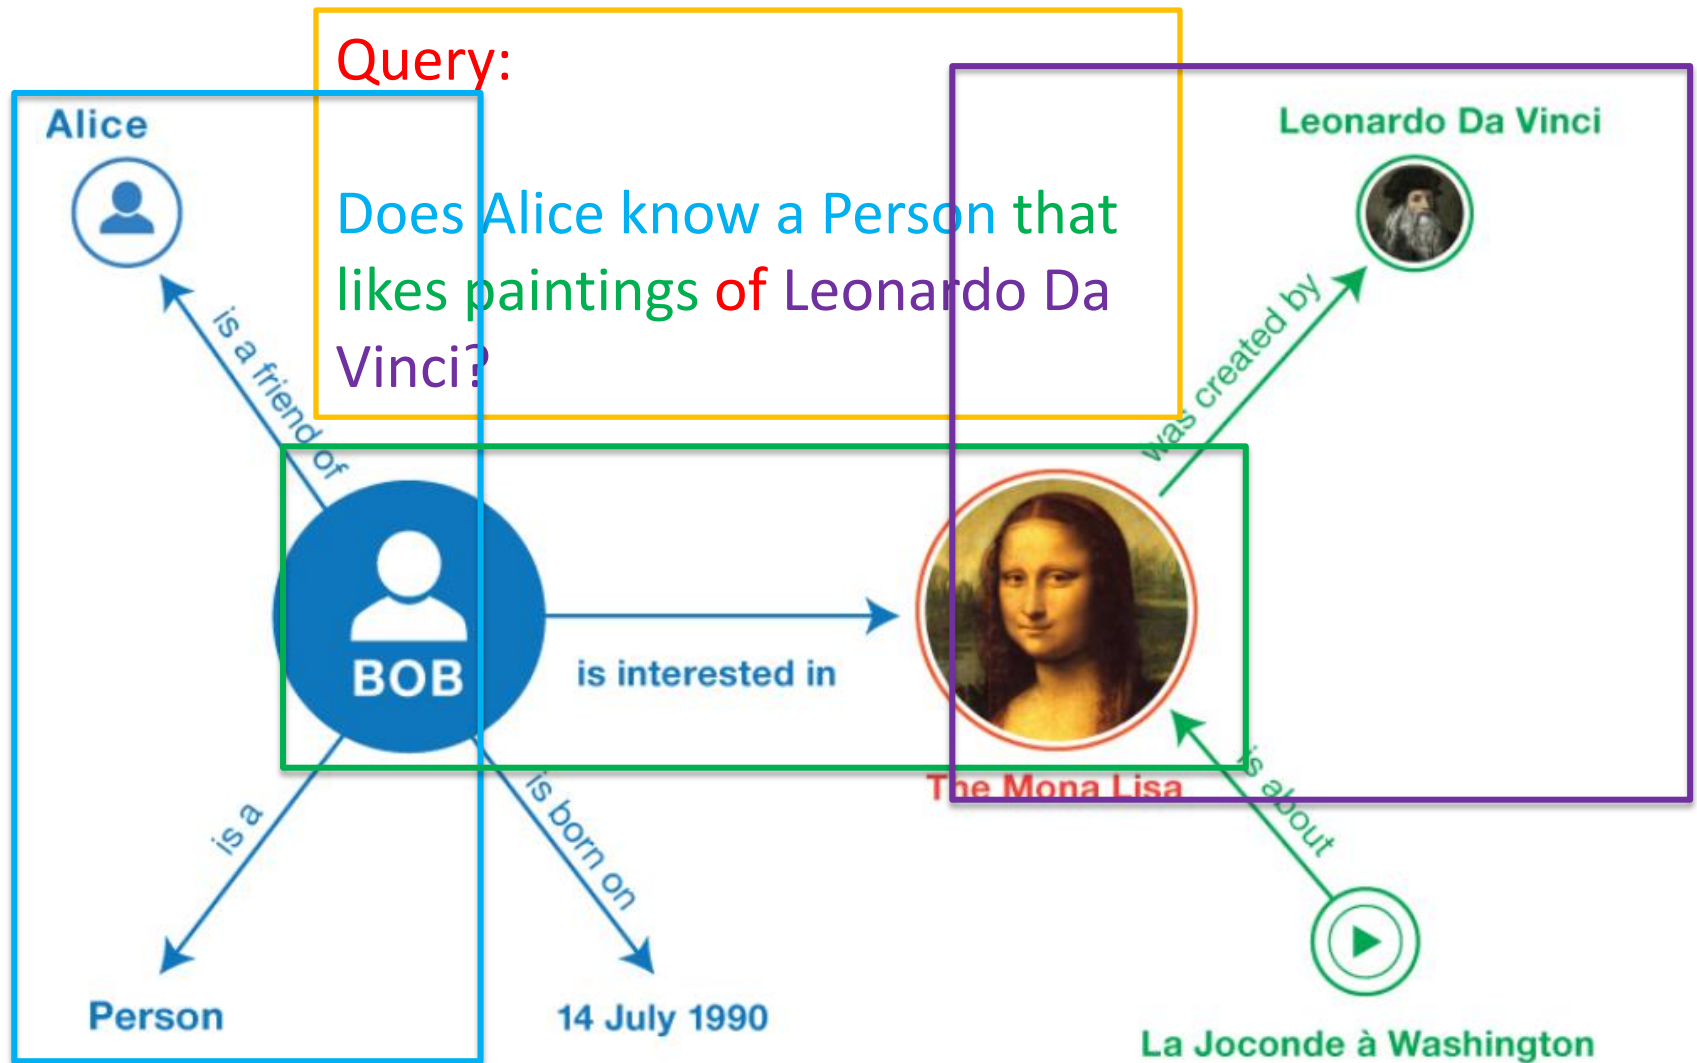 Query:
Does Alice know a Person that
likes paintings of Leonardo Da
Vinci?
Alice
Leonardo Da Vinci
is a friend of
was created by
BOB
is interested in
The Mona Lisa
is a
is born on
is about
Person
14 July 1990
La Joconde à Washington